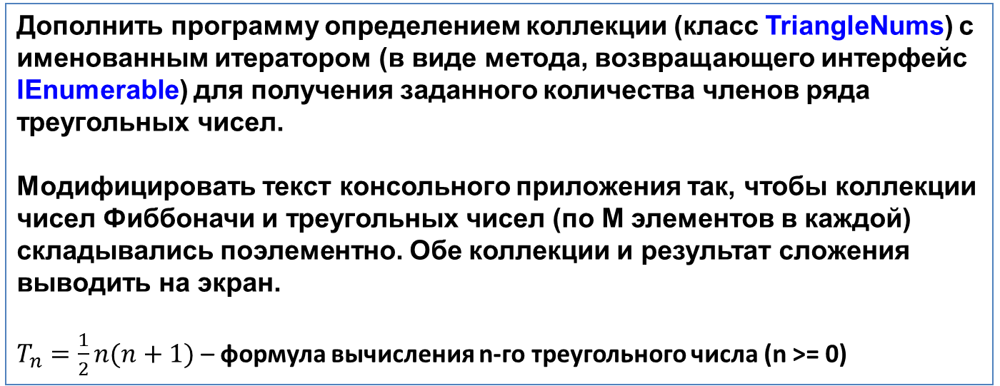 Дополнить программу определением коллекции (класс TriangleNums) с
именованным итератором (в виде метода, возвращающего интерфейс
IEnumerable) для получения заданного количества членов ряда
треугольных чисел.
Модифицировать текст консольного приложения так, чтобы коллекции
чисел Фиббоначи и треугольных чисел (по M элементов в каждой)
складывались поэлементно. Обе коллекции и результат сложения
выводить на экран.
Tₙ = ½ n(n + 1) – формула вычисления n-го треугольного числа (n >= 0)